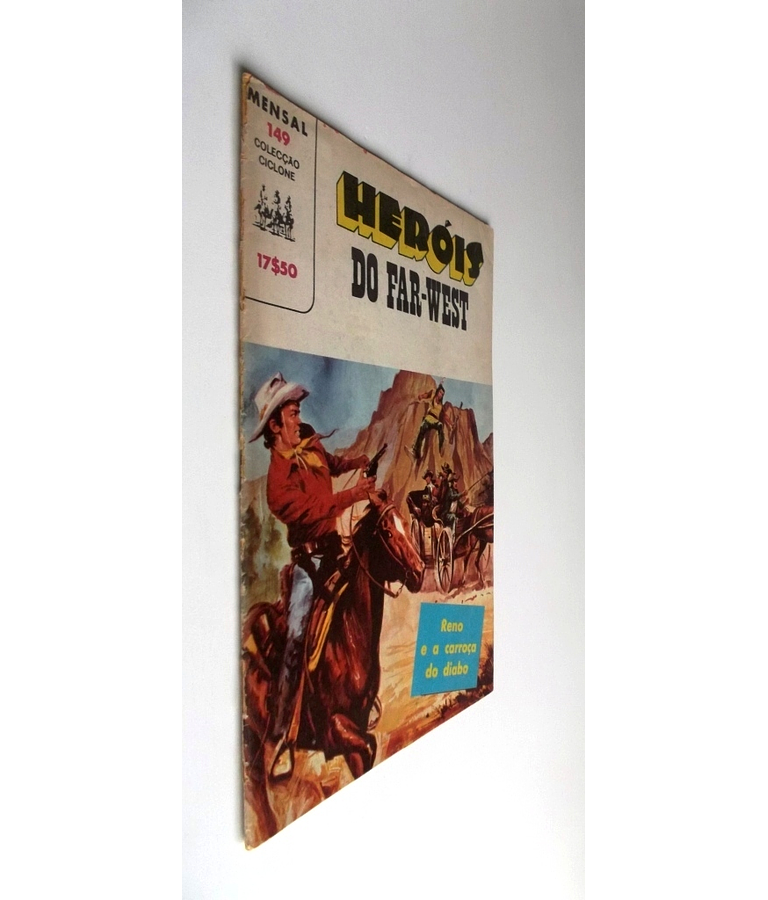 MENSAL
149
COLECÇÃO
CICLONE
17$50
HERÓIS
DO FAR-WEST
Reno
e a carroça
do diabo